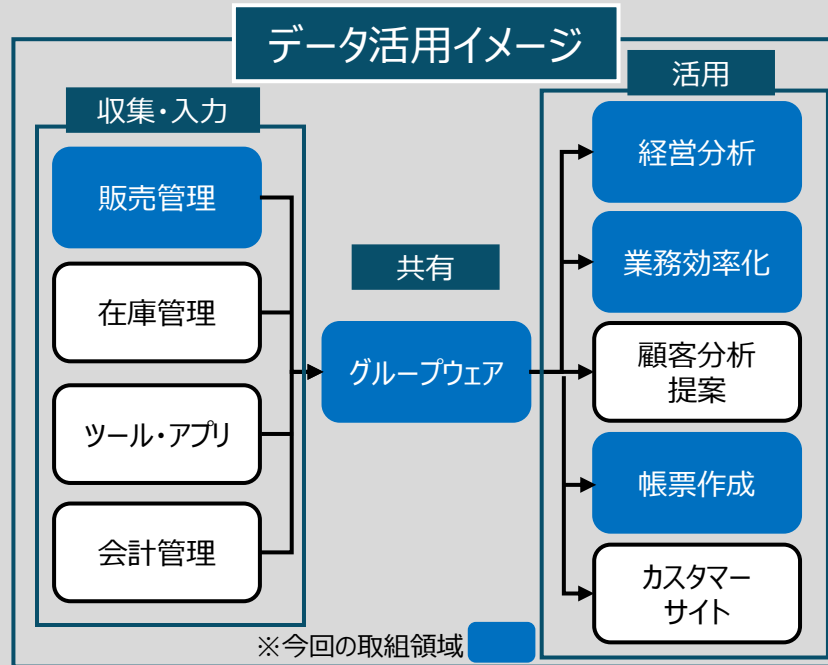 データ活用イメージ
収集・入力
販売管理
在庫管理
ツール・アプリ
会計管理
共有
グループウェア
活用
経営分析
業務効率化
顧客分析
提案
帳票作成
カスタマー
サイト
※今回の取組領域